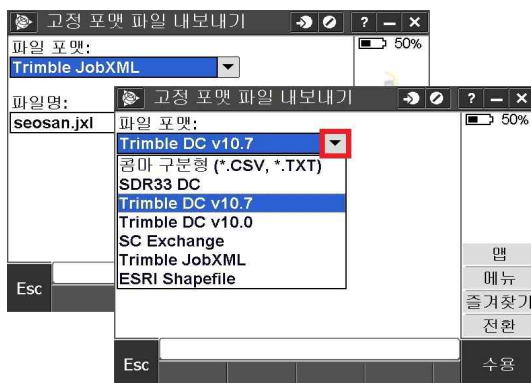 고정 포맷 파일 내보내기
? – X
파일 포맷:
50%
Trimble JobXML
파일명:
seosan.jxl
Esc
고정 포맷 파일 내보내기
? – X
파일 포맷:
50%
Trimble DC v10.7
콤마 구분형 (*.CSV, *.TXT)
SDR33 DC
Trimble DC v10.7
Trimble DC v10.0
SC Exchange
Trimble JobXML
ESRI Shapefile
맵
메뉴
즐겨찾기
전환
Esc
수용